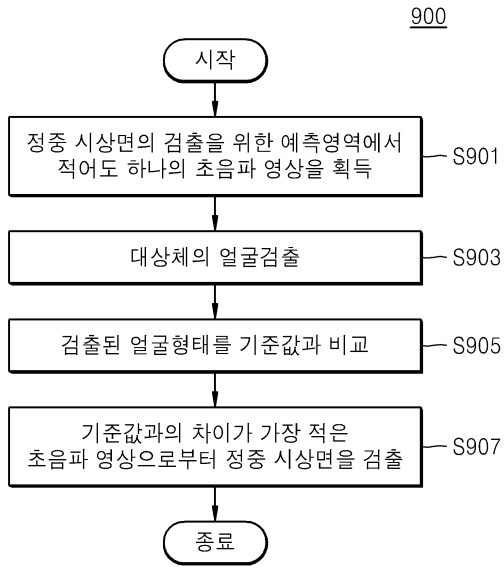 900
시작
정중 시상면의 검출을 위한 예측영역에서
적어도 하나의 초음파 영상을 획득
S901
대상체의 얼굴검출
S903
검출된 얼굴형태를 기준값과 비교
S905
기준값과의 차이가 가장 적은
초음파 영상으로부터 정중 시상면을 검출
S907
종료